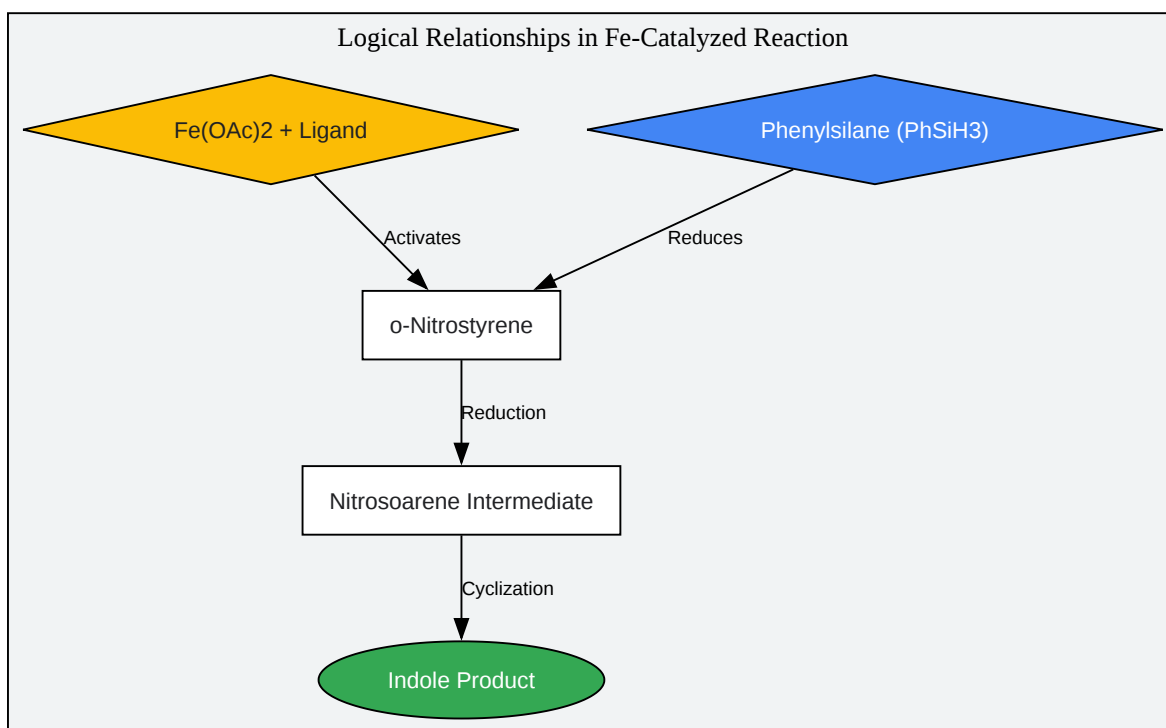 Logical Relationships in Fe-Catalyzed Reaction
Fe(OAc)2 + Ligand
Phenylsilane (PhSiH3)
Activates
Reduces
o-Nitrostyrene
Reduction
Nitrosoarene Intermediate
Cyclization
Indole Product